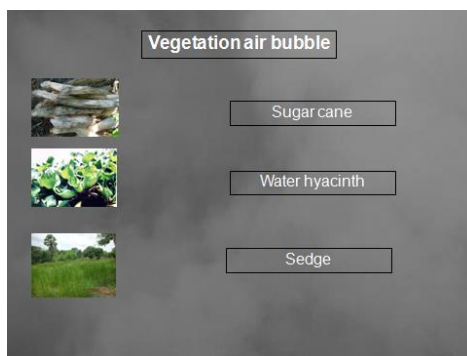 Vegetation air bubble
Sugar cane
Water hyacinth
Sedge